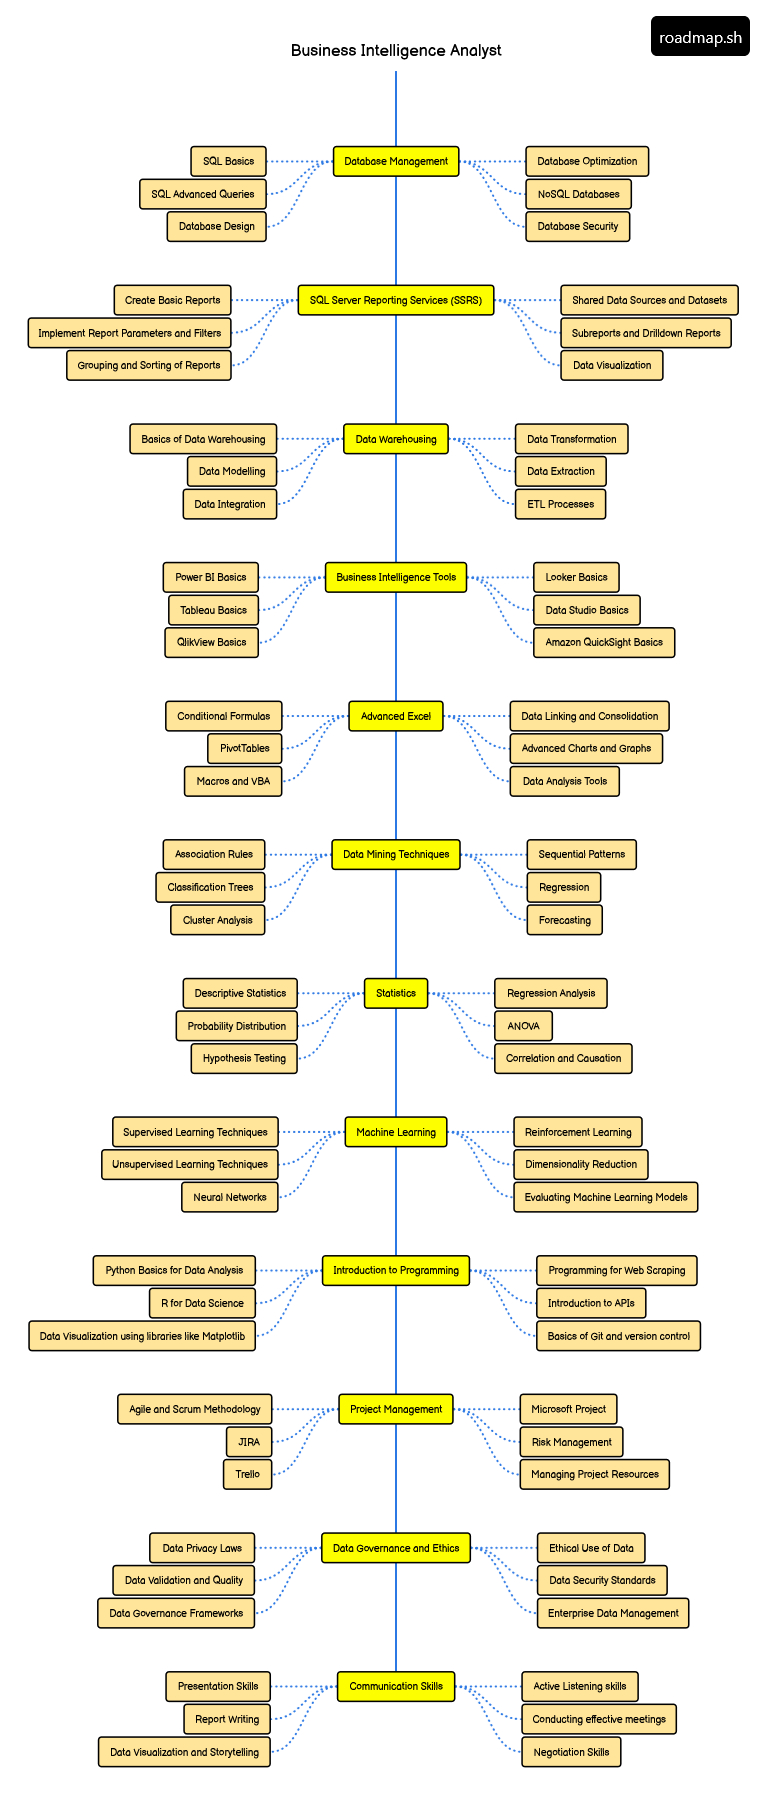 roadmap.sh
Business Intelligence Analyst
Database Management
SQL Basics
SQL Advanced Queries
Database Design
Database Optimization
NoSQL Databases
Database Security
SQL Server Reporting Services (SSRS)
Create Basic Reports
Implement Report Parameters and Filters
Grouping and Sorting of Reports
Shared Data Sources and Datasets
Subreports and Drilldown Reports
Data Visualization
Data Warehousing
Basics of Data Warehousing
Data Modelling
Data Integration
Data Transformation
Data Extraction
ETL Processes
Business Intelligence Tools
Power BI Basics
Tableau Basics
QlikView Basics
Looker Basics
Data Studio Basics
Amazon QuickSight Basics
Advanced Excel
Conditional Formulas
PivotTables
Macros and VBA
Data Linking and Consolidation
Advanced Charts and Graphs
Data Analysis Tools
Data Mining Techniques
Association Rules
Classification Trees
Cluster Analysis
Sequential Patterns
Regression
Forecasting
Statistics
Descriptive Statistics
Probability Distribution
Hypothesis Testing
Regression Analysis
ANOVA
Correlation and Causation
Machine Learning
Supervised Learning Techniques
Unsupervised Learning Techniques
Neural Networks
Reinforcement Learning
Dimensionality Reduction
Evaluating Machine Learning Models
Introduction to Programming
Python Basics for Data Analysis
R for Data Science
Data Visualization using libraries like Matplotlib
Programming for Web Scraping
Introduction to APIs
Basics of Git and version control
Project Management
Agile and Scrum Methodology
JIRA
Trello
Microsoft Project
Risk Management
Managing Project Resources
Data Governance and Ethics
Data Privacy Laws
Data Validation and Quality
Data Governance Frameworks
Ethical Use of Data
Data Security Standards
Enterprise Data Management
Communication Skills
Presentation Skills
Report Writing
Data Visualization and Storytelling
Active Listening skills
Conducting effective meetings
Negotiation Skills